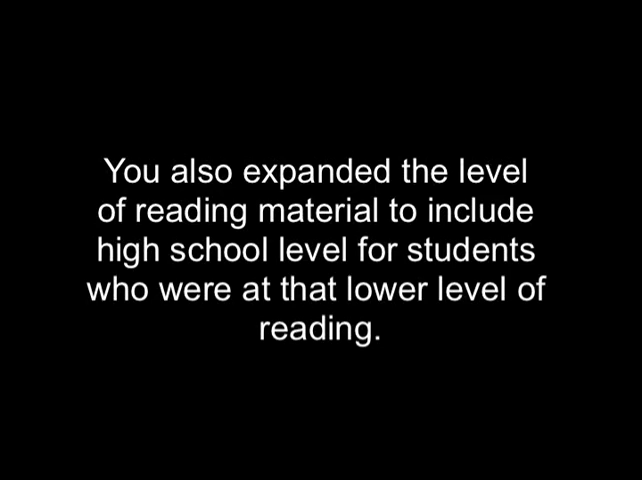 You also expanded the level
of reading material to include
high school level for students
who were at that lower level of
reading.